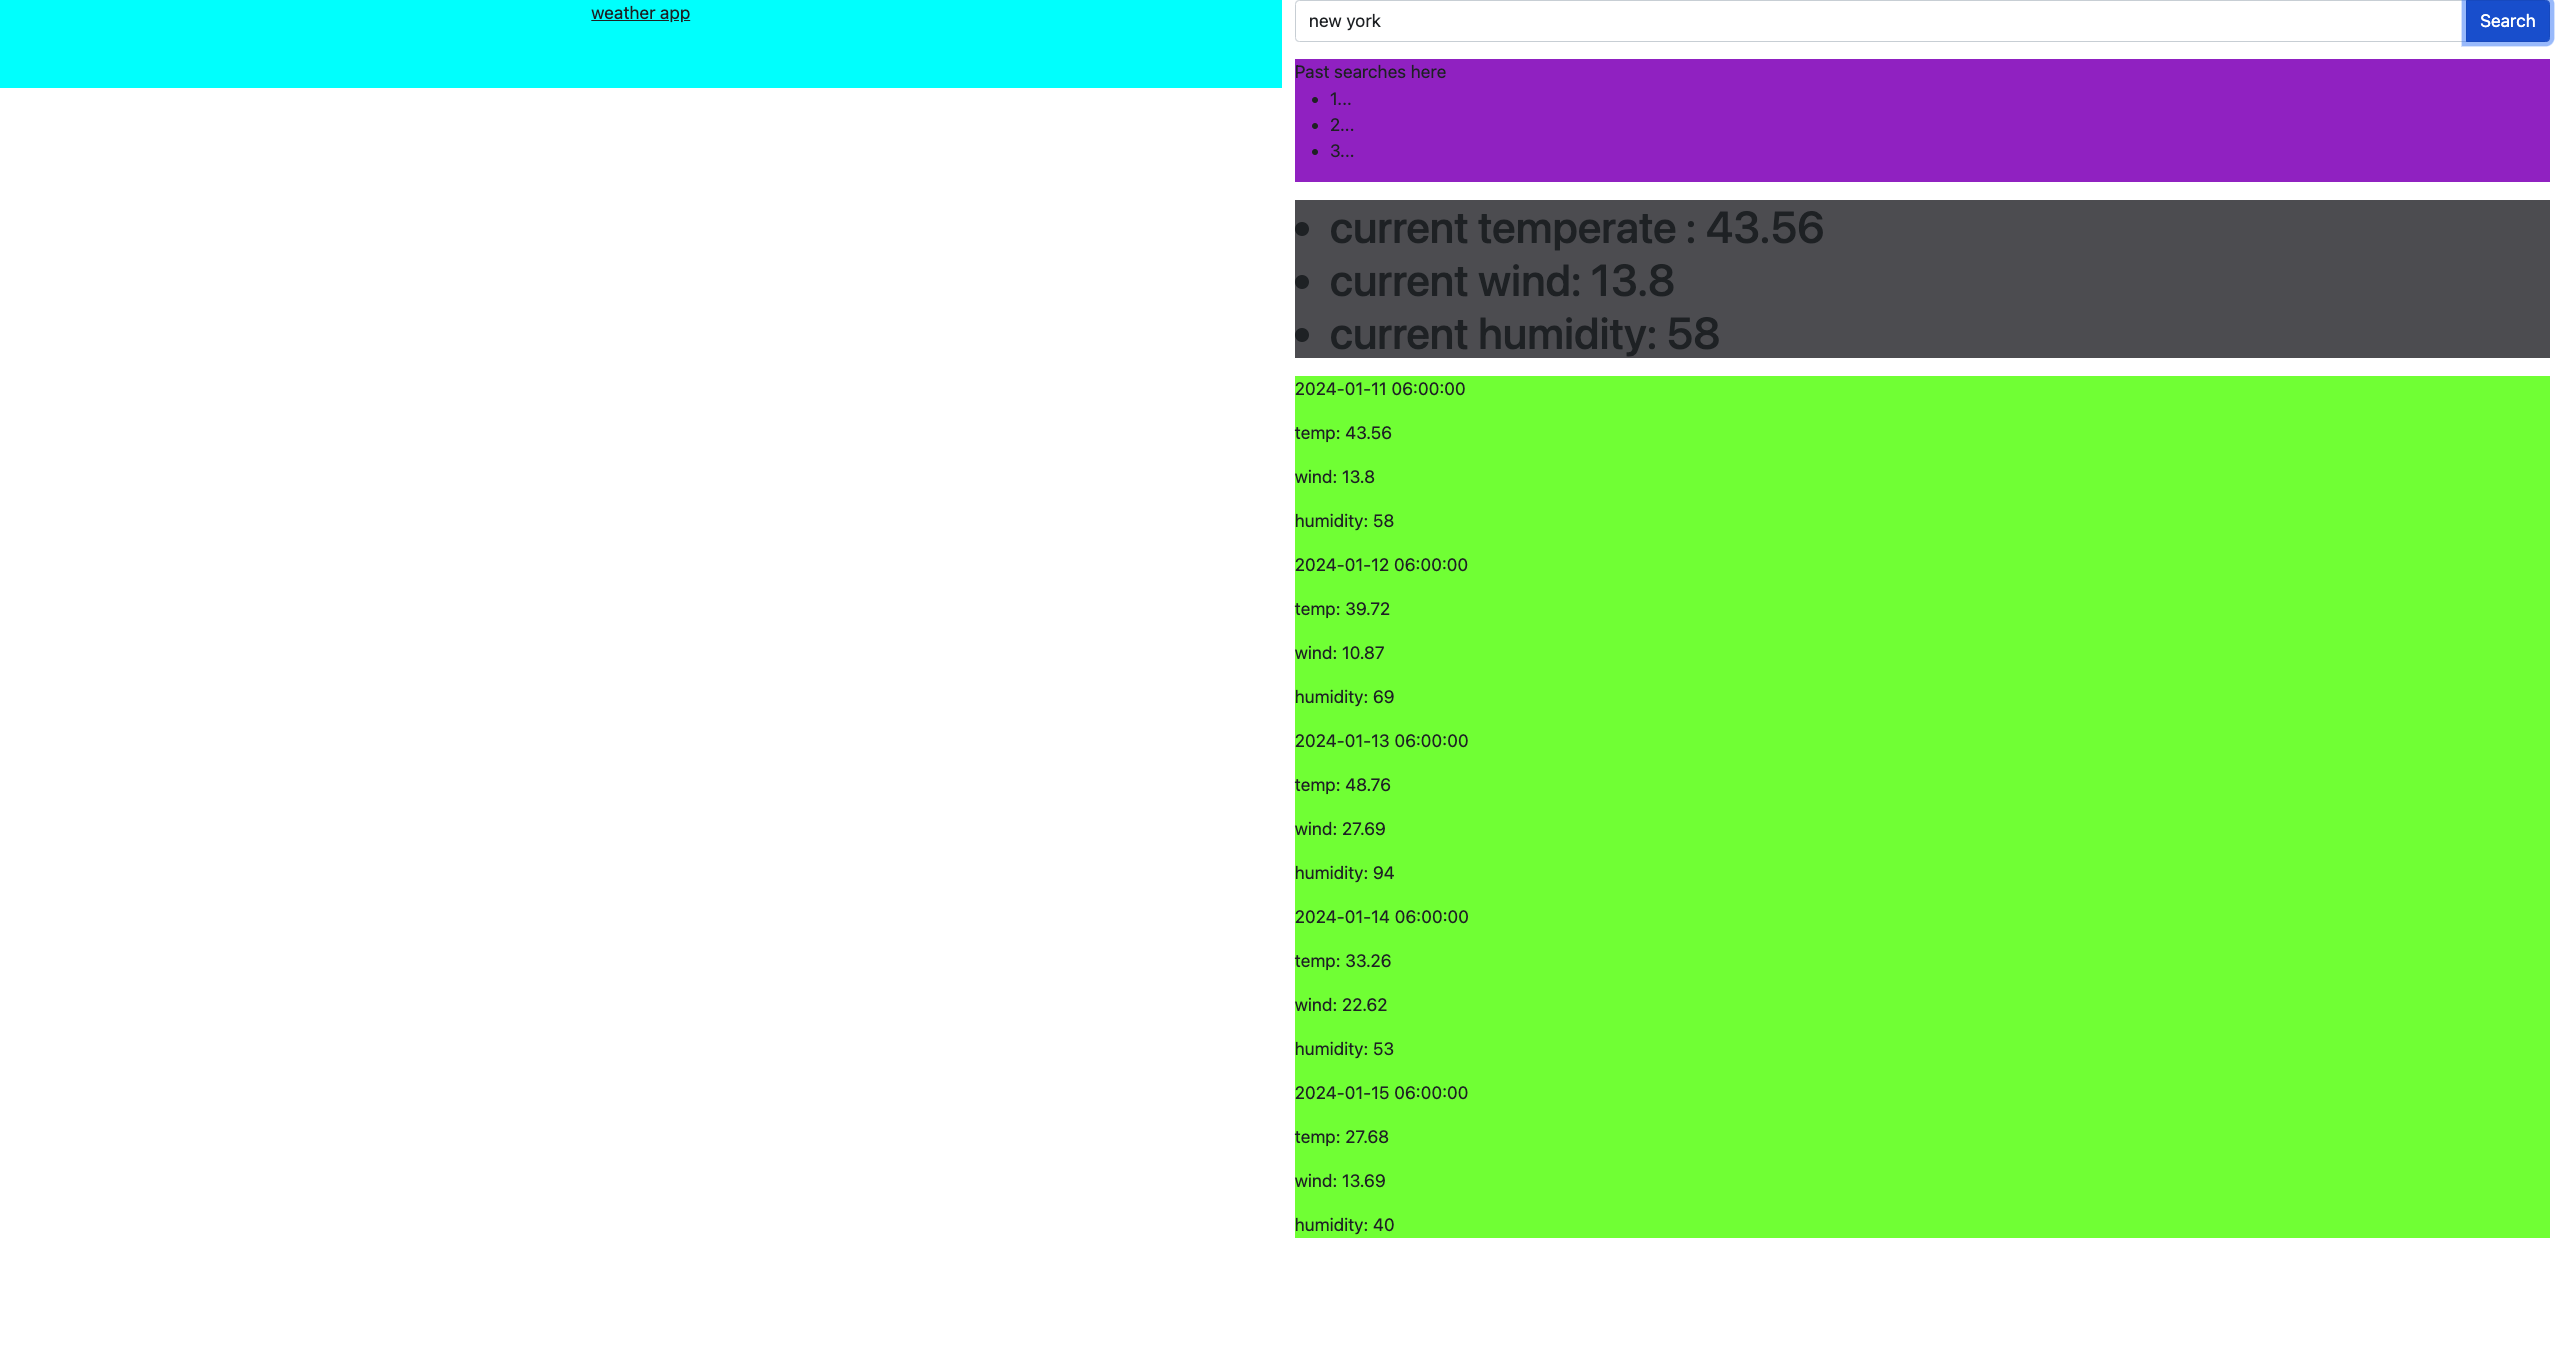 weather app
new york
Search
Past searches here
1...
2...
3...
current temperate : 43.56
current wind: 13.8
current humidity: 58
2024-01-11 06:00:00
temp: 43.56
wind: 13.8
humidity: 58
2024-01-12 06:00:00
temp: 39.72
wind: 10.87
humidity: 69
2024-01-13 06:00:00
temp: 48.76
wind: 27.69
humidity: 94
2024-01-14 06:00:00
temp: 33.26
wind: 22.62
humidity: 53
2024-01-15 06:00:00
temp: 27.68
wind: 13.69
humidity: 40